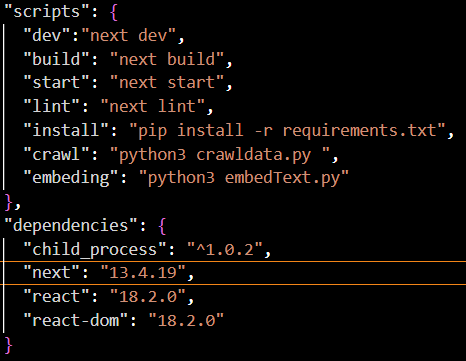 "scripts": {
"dev":"next dev",
"build": "next build",
"start": "next start",
"lint": "next lint",
"install": "pip install -r requirements.txt",
"crawl": "python3 crawldata.py ",
"embeding": "python3 embedText.py"
},
"dependencies": {
"child_process": "^1.0.2",
"next": "13.4.19",
"react": "18.2.0",
"react-dom": "18.2.0"
}